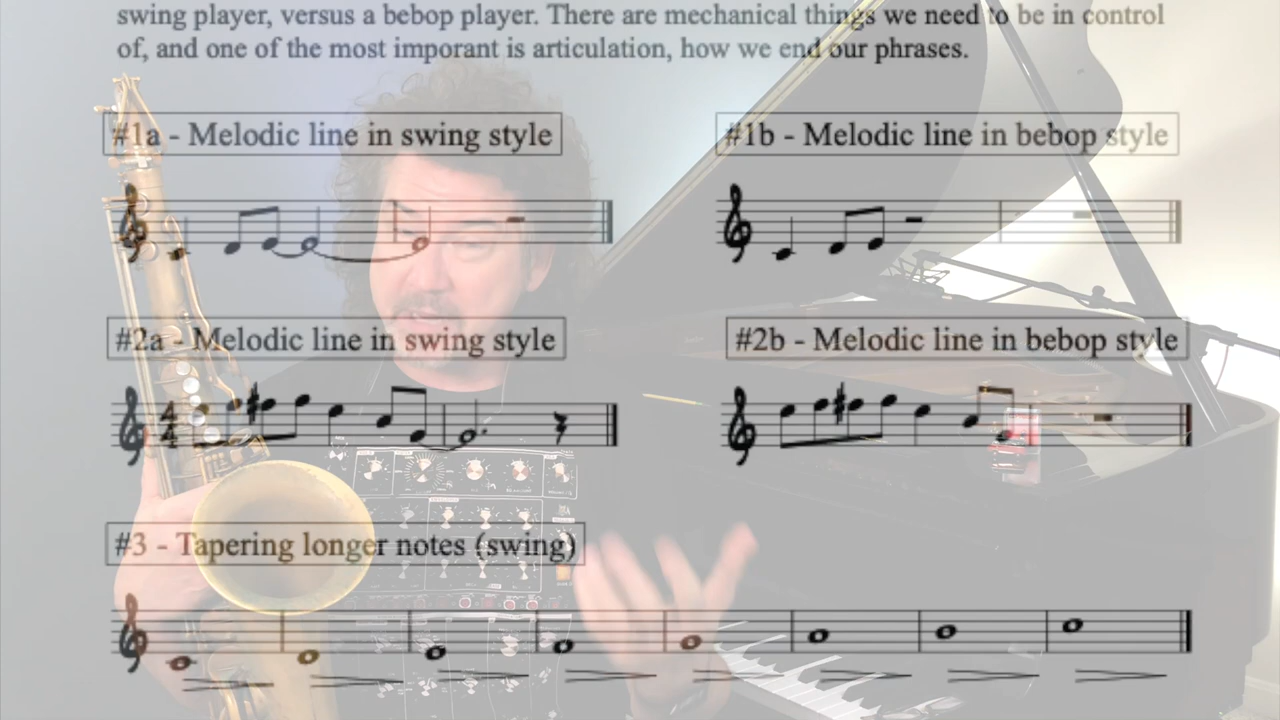 swing player, versus a bebop player. There are mechanical things we need to be in control
of, and one of the most imporant is articulation, how we end our phrases.
#1a - Melodic line in swing style
#1b - Melodic line in bebop style
#2a - Melodic line in swing style
#2b - Melodic line in bebop style
4
4
#3 - Tapering longer notes (swing)